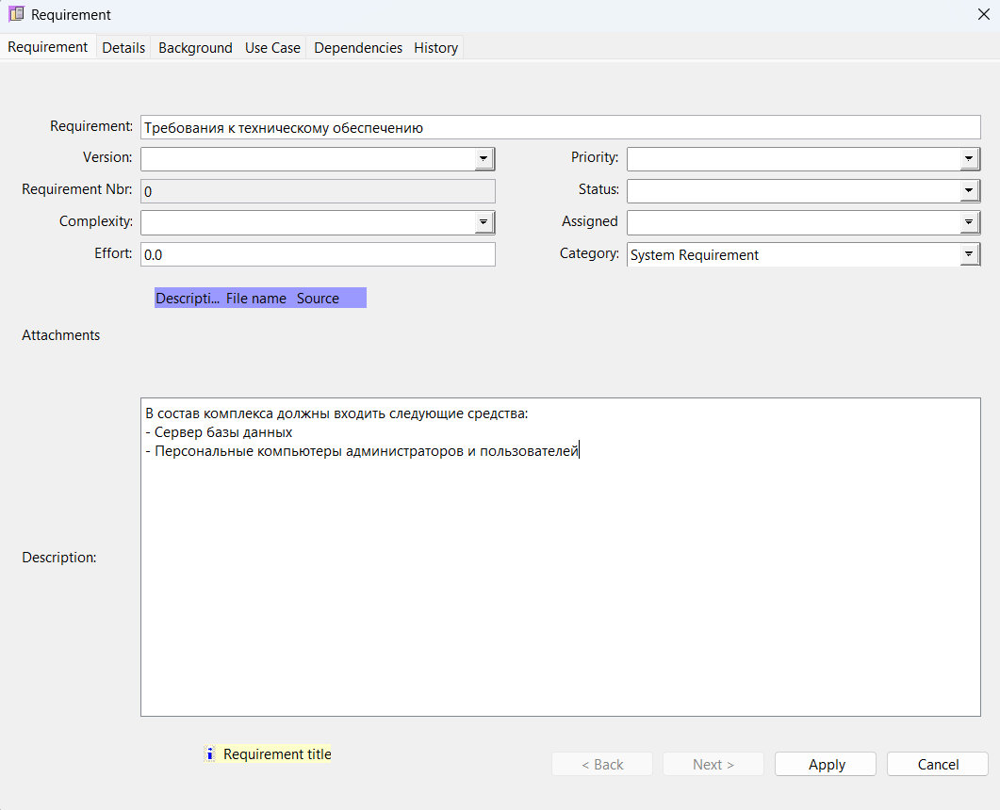 Requirement
Requirement Details Background Use Case Dependencies History
Requirement: Требования к техническому обеспечению
Version: Priority:
Requirement Nbr: 0 Status:
Complexity: Assigned
Effort: 0.0 Category: System Requirement
Descripti... File name Source
Attachments
В состав комплекса должны входить следующие средства:
- Сервер базы данных
- Персональные компьютеры администраторов и пользователей
Description:
Requirement title
< Back Next > Apply Cancel